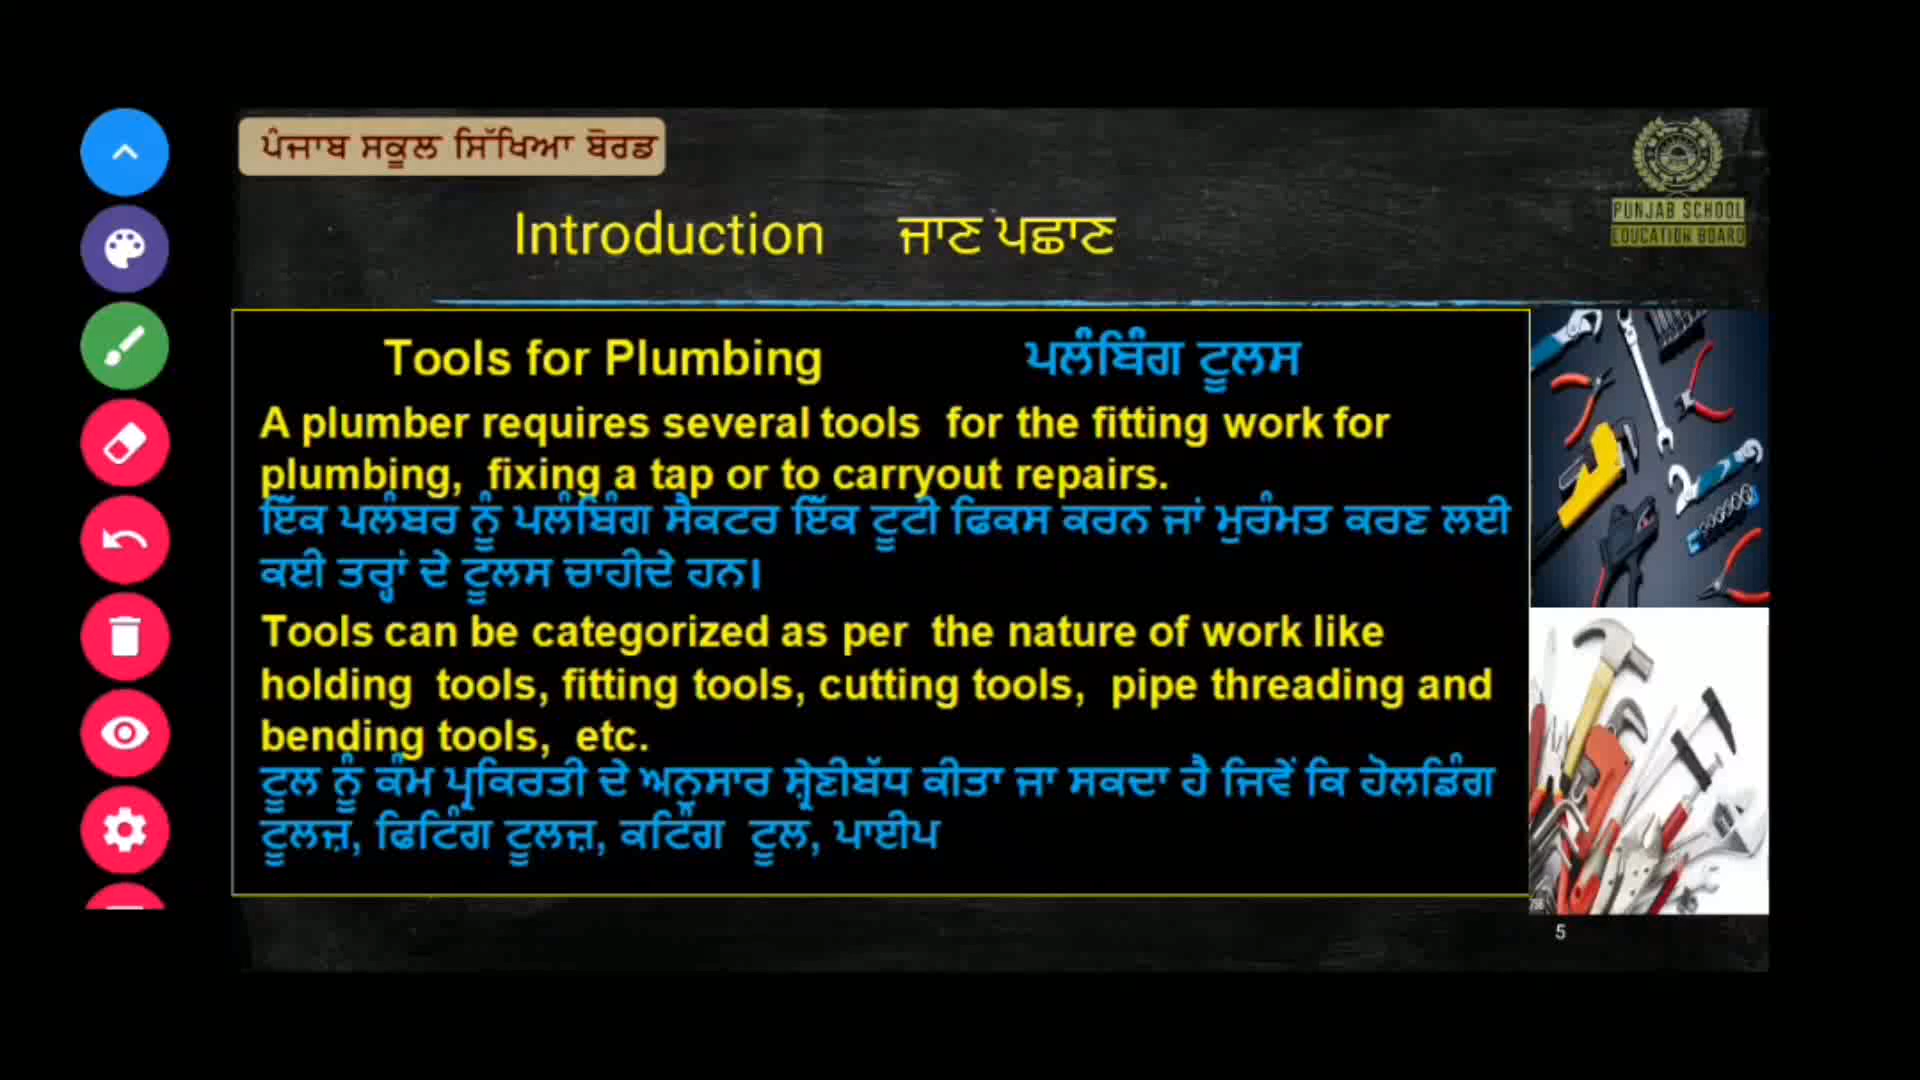 ਪੰਜਾਬ ਸਕੂਲ ਸਿੱਖਿਆ ਬੋਰਡ
PUNJAB SCHOOL
EDUCATION BOARD
Introduction ਜਾਣ ਪਛਾਣ
Tools for Plumbing ਪਲੰਬਿੰਗ ਟੂਲਸ
A plumber requires several tools for the fitting work for
plumbing, fixing a tap or to carryout repairs.
ਇੱਕ ਪਲੰਬਰ ਨੂੰ ਪਲੰਬਿੰਗ ਸੈਕਟਰ ਇੱਕ ਟੂਟੀ ਫਿਕਸ ਕਰਨ ਜਾਂ ਮੁਰੰਮਤ ਕਰਣ ਲਈ
ਕਈ ਤਰ੍ਹਾਂ ਦੇ ਟੂਲਸ ਚਾਹੀਦੇ ਹਨ।
Tools can be categorized as per the nature of work like
holding tools, fitting tools, cutting tools, pipe threading and
bending tools, etc.
ਟੂਲ ਨੂੰ ਕੰਮ ਪ੍ਰਕਿਰਤੀ ਦੇ ਅਨੁਸਾਰ ਸ਼੍ਰੇਣੀਬੱਧ ਕੀਤਾ ਜਾ ਸਕਦਾ ਹੈ ਜਿਵੇਂ ਕਿ ਹੋਲਡਿੰਗ
ਟੂਲਜ਼, ਫਿਟਿੰਗ ਟੂਲਜ਼, ਕਟਿੰਗ ਟੂਲ, ਪਾਈਪ
5